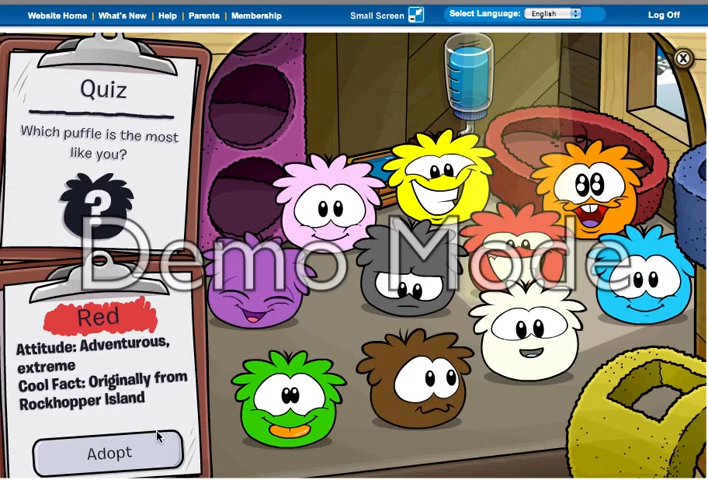 Website Home | What's New | Help | Parents | Membership
Small Screen
Select Language: English
Log Off
Quiz
Which puffle is the most
like you?
?
Demo Mode
Red
Attitude: Adventurous,
extreme
Cool Fact: Originally from
Rockhopper Island
Adopt
X